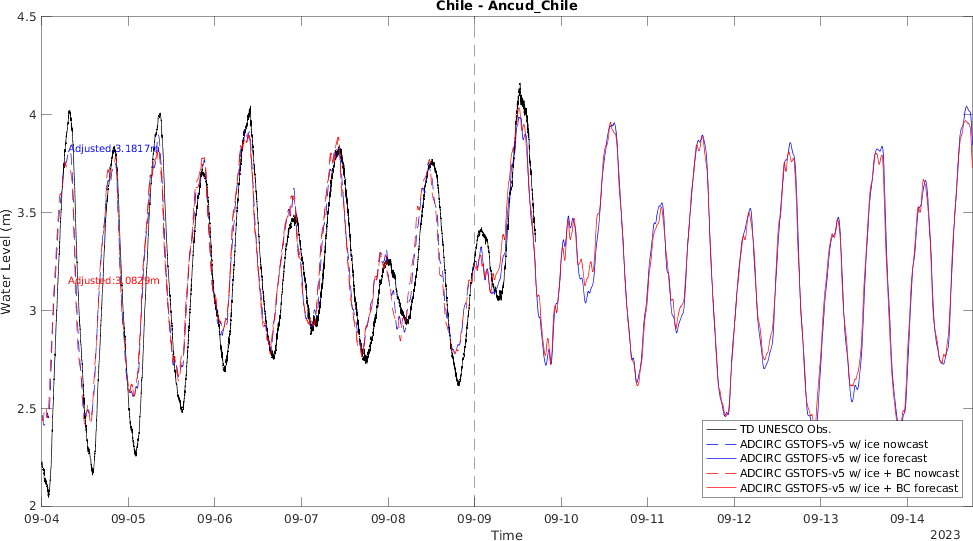 Chile - Ancud_Chile
4.5
4
3.5
3
2.5
2
Water Level (m)
Adjusted:3.1817m
Adjusted:3.0829m
TD UNESCO Obs.
ADCIRC GSTOFS-v5 w/ ice nowcast
ADCIRC GSTOFS-v5 w/ ice forecast
ADCIRC GSTOFS-v5 w/ ice + BC nowcast
ADCIRC GSTOFS-v5 w/ ice + BC forecast
09-04 09-05 09-06 09-07 09-08 09-09 09-10 09-11 09-12 09-13 09-14
Time
2023